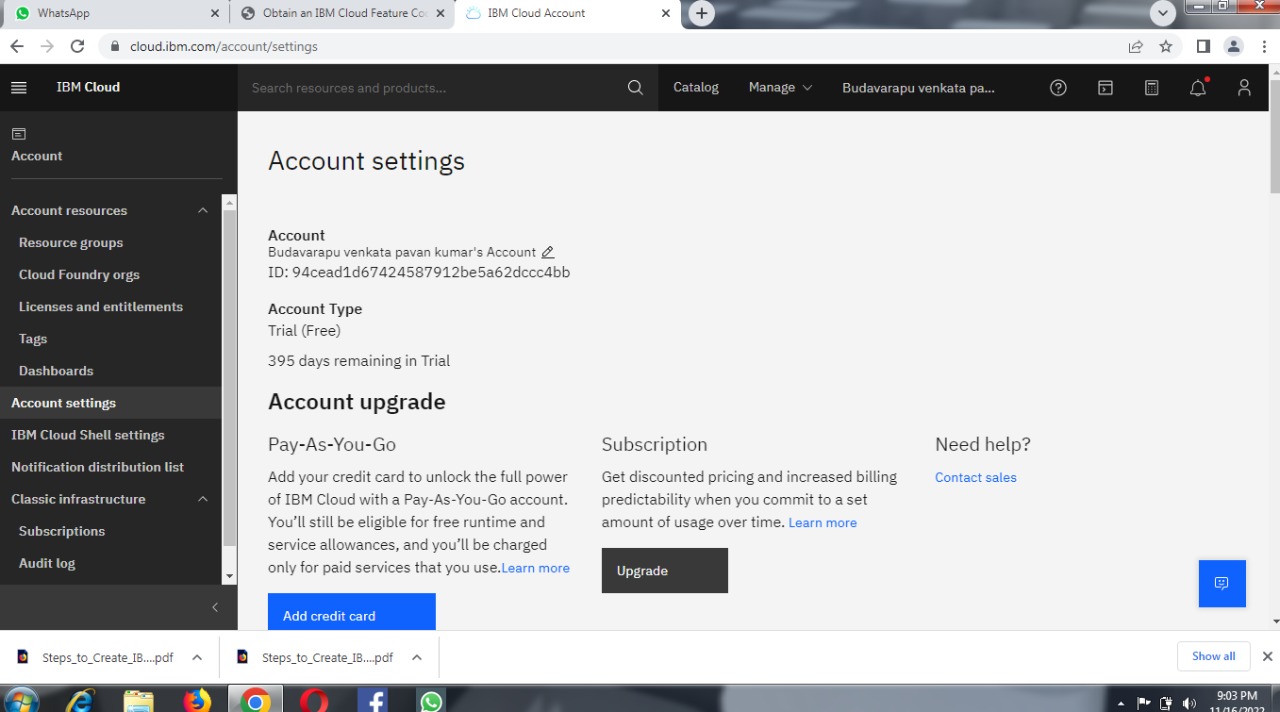 WhatsApp
Obtain an IBM Cloud Feature Co
IBM Cloud Account
cloud.ibm.com/account/settings
IBM Cloud
Search resources and products...
Catalog
Manage
Budavarapu venkata pa...
Account
Account resources
Resource groups
Cloud Foundry orgs
Licenses and entitlements
Tags
Dashboards
Account settings
IBM Cloud Shell settings
Notification distribution list
Classic infrastructure
Subscriptions
Audit log
Account settings
Account
Budavarapu venkata pavan kumar's Account
ID: 94cead1d67424587912be5a62dccc4bb
Account Type
Trial (Free)
395 days remaining in Trial
Account upgrade
Pay-As-You-Go
Add your credit card to unlock the full power
of IBM Cloud with a Pay-As-You-Go account.
You’ll still be eligible for free runtime and
service allowances, and you’ll be charged
only for paid services that you use.Learn more
Add credit card
Subscription
Get discounted pricing and increased billing
predictability when you commit to a set
amount of usage over time. Learn more
Upgrade
Need help?
Contact sales
Steps_to_Create_IB....pdf
Steps_to_Create_IB....pdf
Show all
9:03 PM
11/16/2022